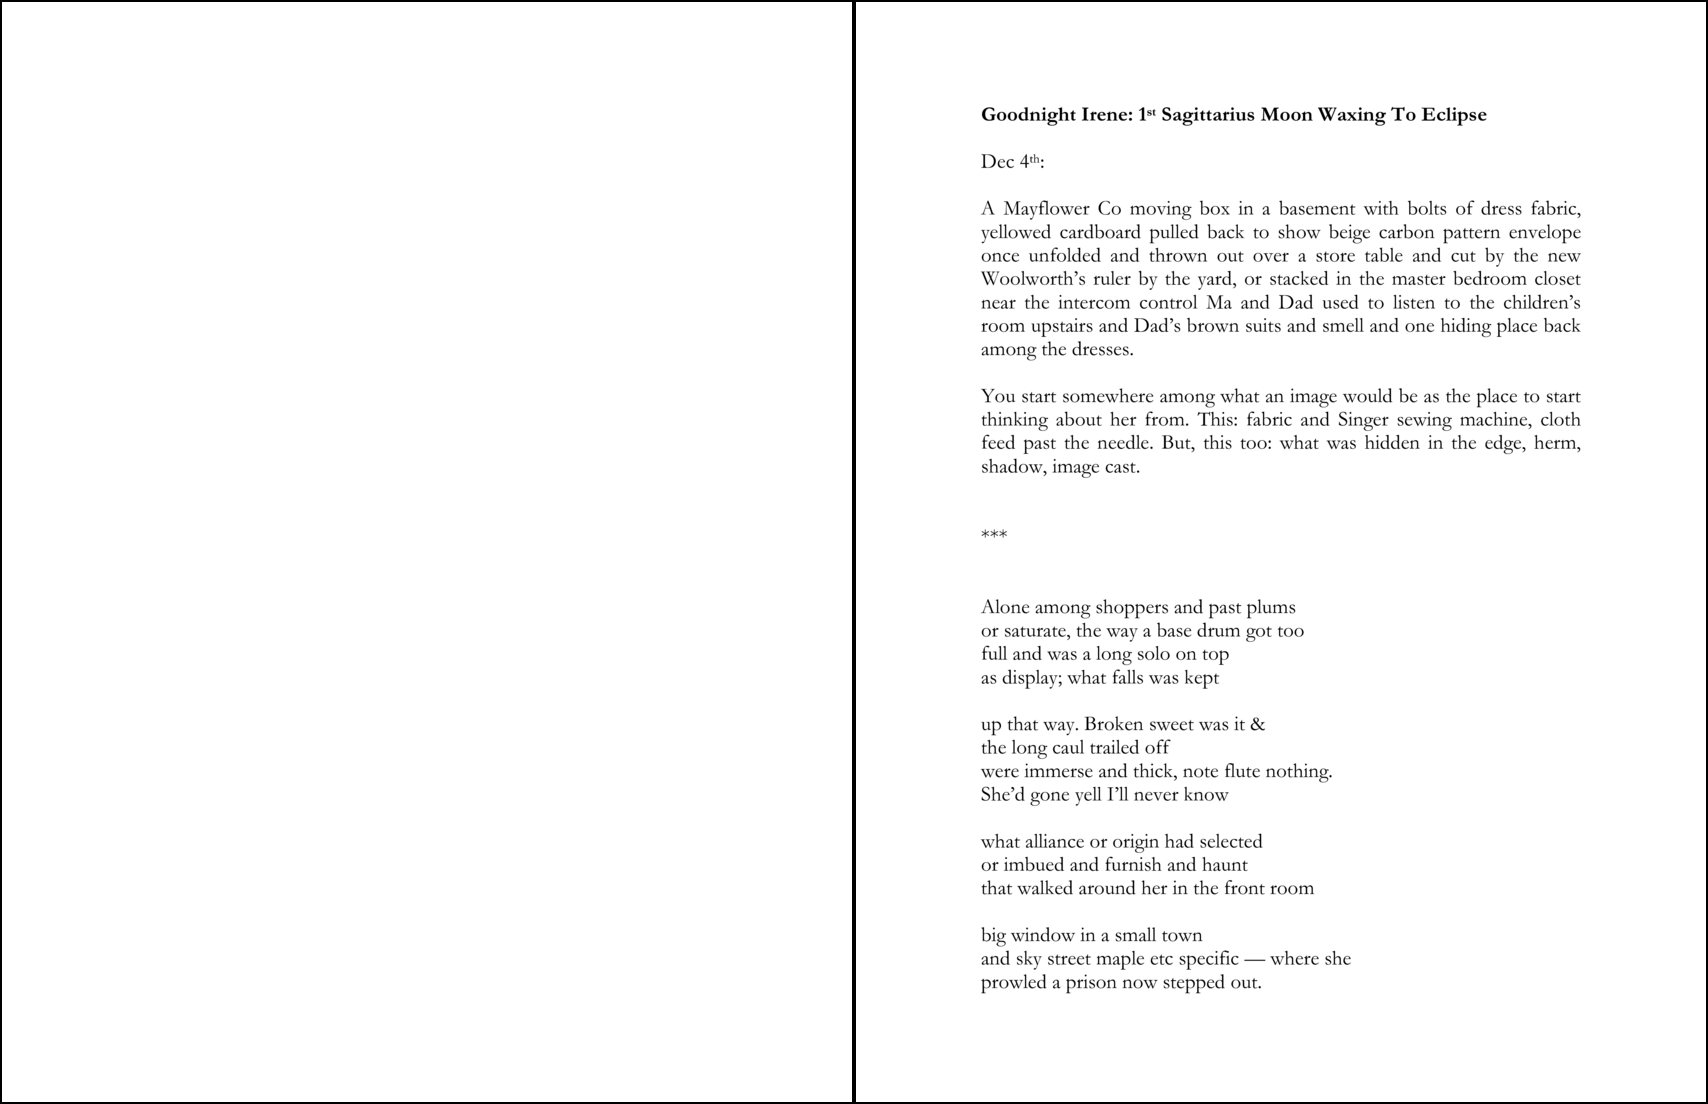 Goodnight Irene: 1st Sagittarius Moon Waxing To Eclipse
Dec 4th:
A Mayflower Co moving box in a basement with bolts of dress fabric,
yellowed cardboard pulled back to show beige carbon pattern envelope
once unfolded and thrown out over a store table and cut by the new
Woolworth’s ruler by the yard, or stacked in the master bedroom closet
near the intercom control Ma and Dad used to listen to the children’s
room upstairs and Dad’s brown suits and smell and one hiding place back
among the dresses.
You start somewhere among what an image would be as the place to start
thinking about her from. This: fabric and Singer sewing machine, cloth
feed past the needle. But, this too: what was hidden in the edge, herm,
shadow, image cast.
***
Alone among shoppers and past plums
or saturate, the way a base drum got too
full and was a long solo on top
as display; what falls was kept
up that way. Broken sweet was it &
the long caul trailed off
were immerse and thick, note flute nothing.
She’d gone yell I’ll never know
what alliance or origin had selected
or imbued and furnish and haunt
that walked around her in the front room
big window in a small town
and sky street maple etc specific — where she
prowled a prison now stepped out.